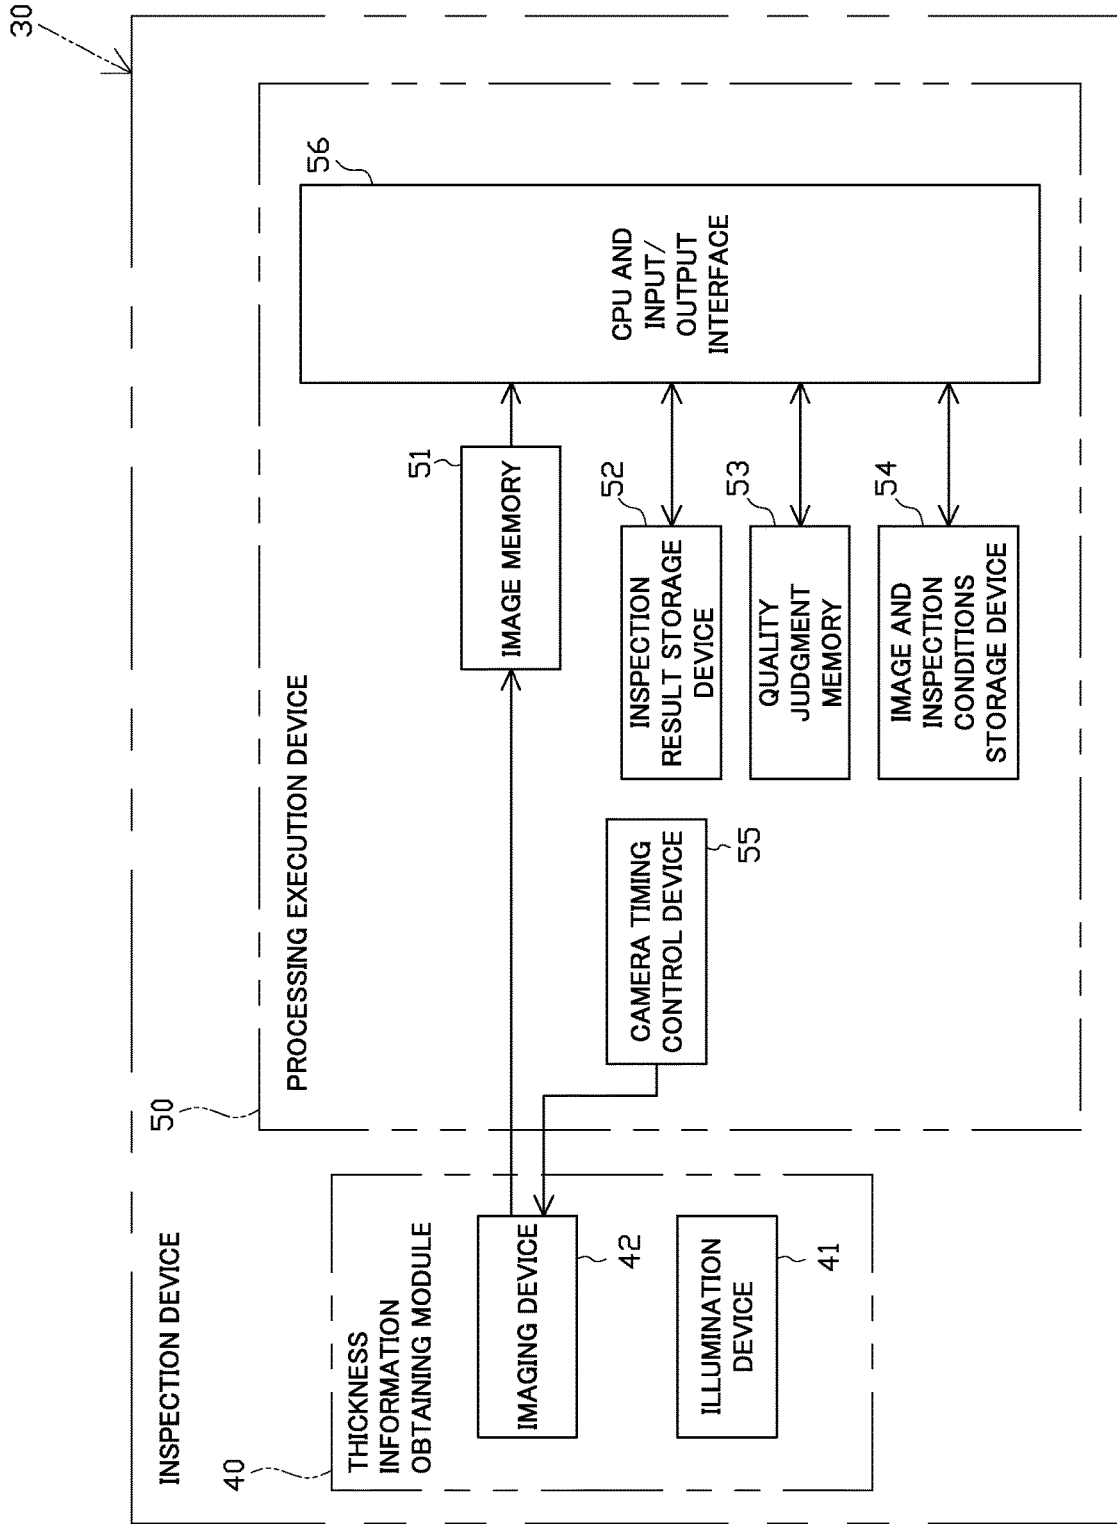 30
INSPECTION DEVICE
50
PROCESSING EXECUTION DEVICE
40
THICKNESS
INFORMATION
OBTAINING MODULE
IMAGING DEVICE
42
ILLUMINATION
DEVICE
41
51
IMAGE MEMORY
56
CPU AND
INPUT/
OUTPUT
INTERFACE
CAMERA TIMING
CONTROL DEVICE
55
52
INSPECTION
RESULT STORAGE
DEVICE
53
QUALITY
JUDGMENT
MEMORY
54
IMAGE AND
INSPECTION
CONDITIONS
STORAGE DEVICE